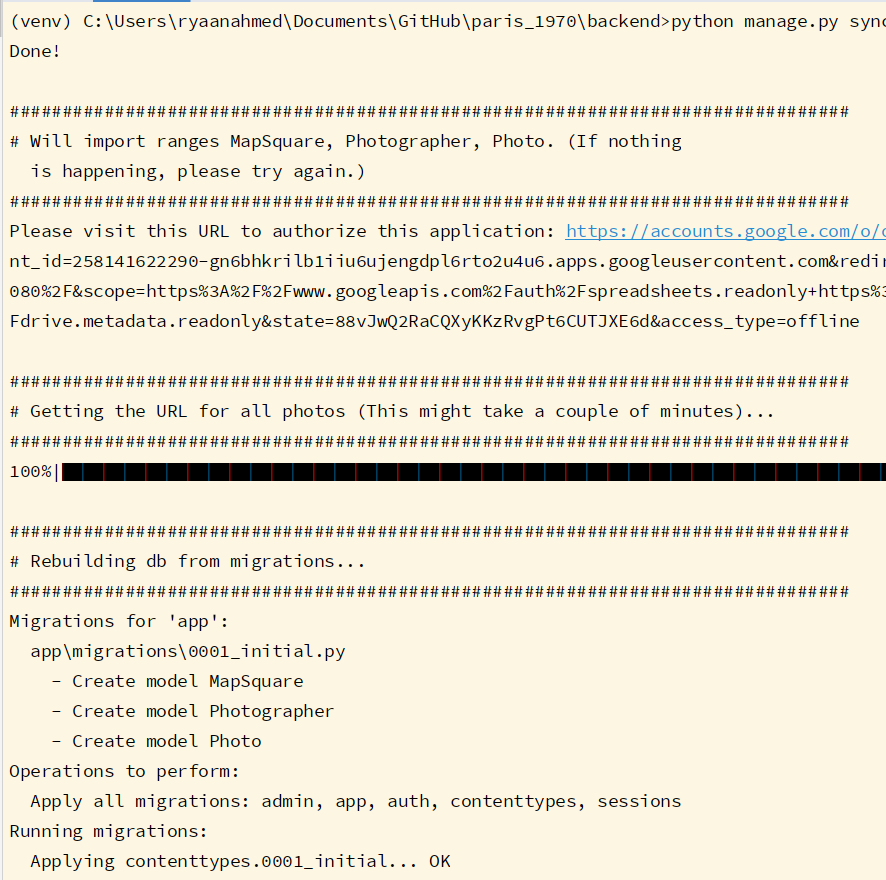 (venv) C:\Users\ryaanahmed\Documents\GitHub\paris_1970\backend>python manage.py sync
Done!
################################################################################
# Will import ranges MapSquare, Photographer, Photo. (If nothing
is happening, please try again.)
################################################################################
Please visit this URL to authorize this application: https://accounts.google.com/o/o
nt_id=258141622290-gn6bhkrilb1iiu6ujengdpl6rto2u4u6.apps.googleusercontent.com&redir
080%2F&scope=https%3A%2F%2Fwww.googleapis.com%2Fauth%2Fspreadsheets.readonly+https%3
Fdrive.metadata.readonly&state=88vJwQ2RaCQXyKKzRvgPt6CUTJXE6d&access_type=offline
################################################################################
# Getting the URL for all photos (This might take a couple of minutes)...
################################################################################
100%|
################################################################################
# Rebuilding db from migrations...
################################################################################
Migrations for 'app':
app\migrations\0001_initial.py
- Create model MapSquare
- Create model Photographer
- Create model Photo
Operations to perform:
Apply all migrations: admin, app, auth, contenttypes, sessions
Running migrations:
Applying contenttypes.0001_initial... OK